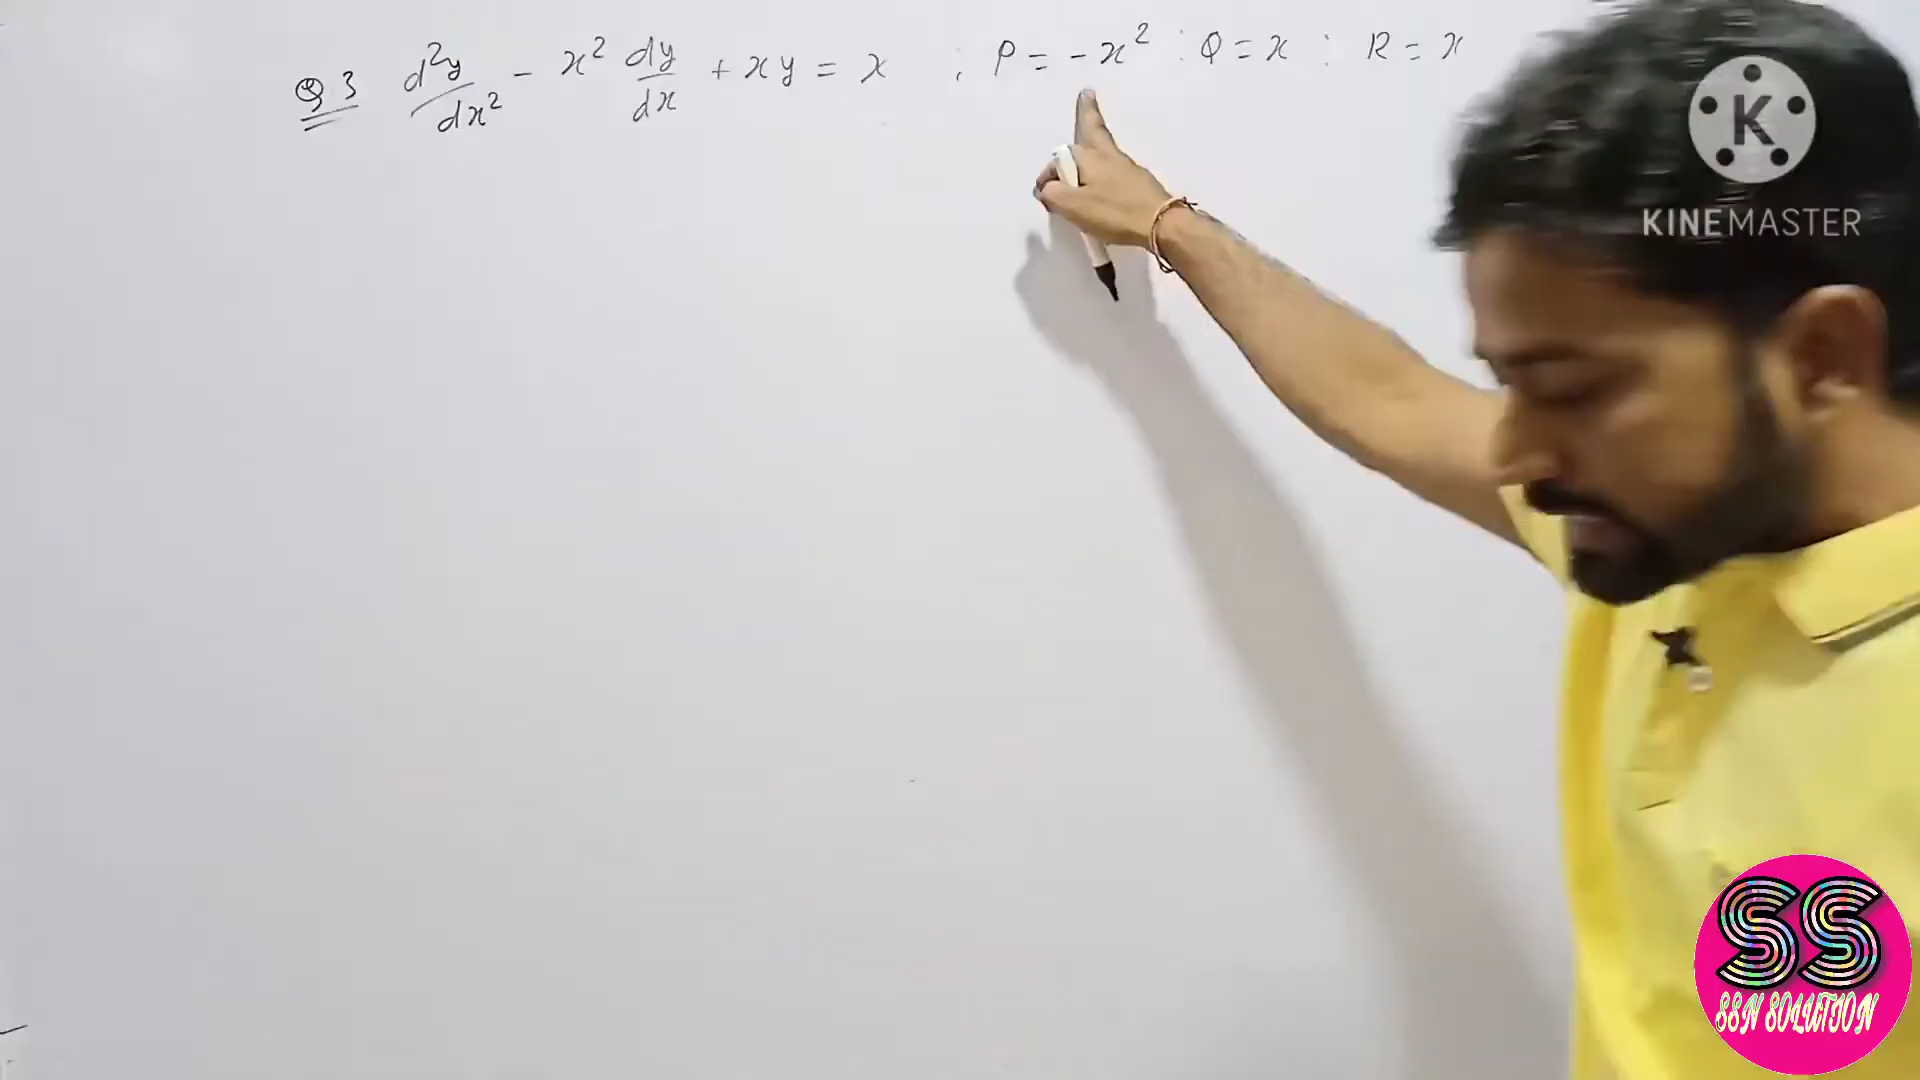 Q3 d²y/dx² - x² dy/dx + xy = x ; P = -x² : Q = x : R = x
K
KINEMASTER
SS
SSN SOLUTION